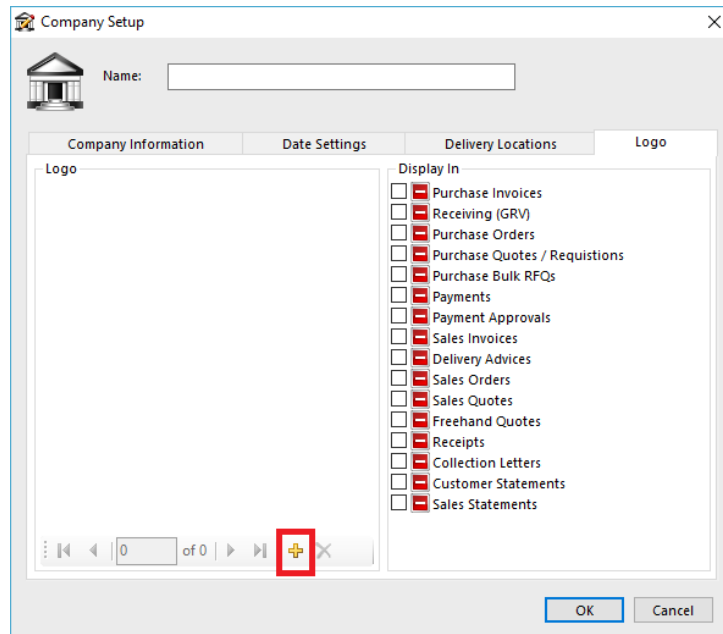 Company Setup
Name:
Company Information Date Settings Delivery Locations Logo
Logo
Display In
Purchase Invoices
Receiving (GRV)
Purchase Orders
Purchase Quotes / Requistions
Purchase Bulk RFQs
Payments
Payment Approvals
Sales Invoices
Delivery Advices
Sales Orders
Sales Quotes
Freehand Quotes
Receipts
Collection Letters
Customer Statements
Sales Statements
0 of 0
OK Cancel